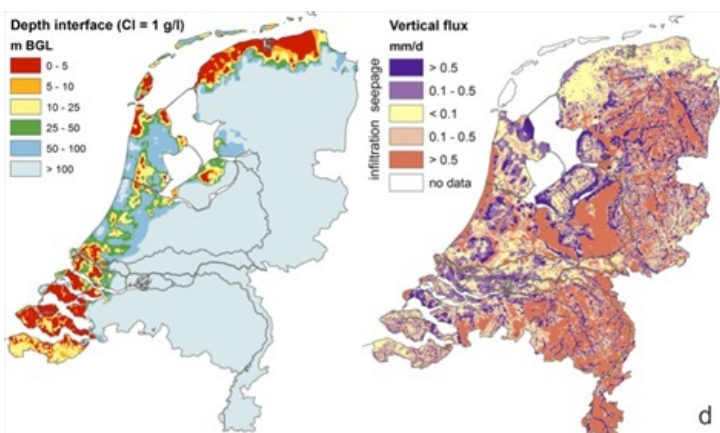 Depth interface (Cl = 1 g/l)
m BGL
0 - 5
5 - 10
10 - 25
25 - 50
50 - 100
> 100
Vertical flux
mm/d
infiltration seepage
> 0.5
0.1-0.5
< 0.1
0.1-0.5
> 0.5
no data
d